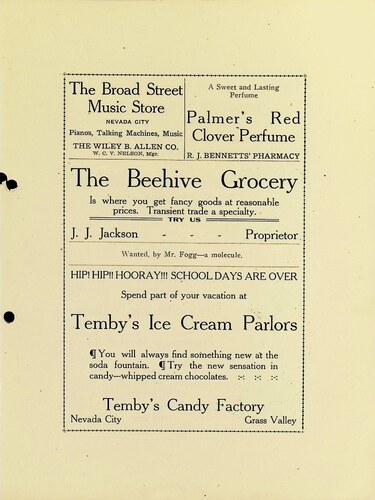 The Broad Street
Music Store
NEVADA CITY
Pianos, Talking Machines, Music
THE WILEY B. ALLEN CO.
W. C. V. NELSON, Mgr.
A Sweet and Lasting
Perfume
Palmer's Red
Clover Perfume
R. J. BENNETTS' PHARMACY
The Beehive Grocery
Is where you get fancy goods at reasonable
prices. Transient trade a specialty.
TRY US
J. J. Jackson - - - Proprietor
Wanted, by Mr. Fogg—a molecule.
HIP! HIP!! HOORAY!!! SCHOOL DAYS ARE OVER
Spend part of your vacation at
Temby's Ice Cream Parlors
¶ You will always find something new at the
soda fountain. ¶ Try the new sensation in
candy—whipped cream chocolates.
Temby's Candy Factory
Nevada City Grass Valley